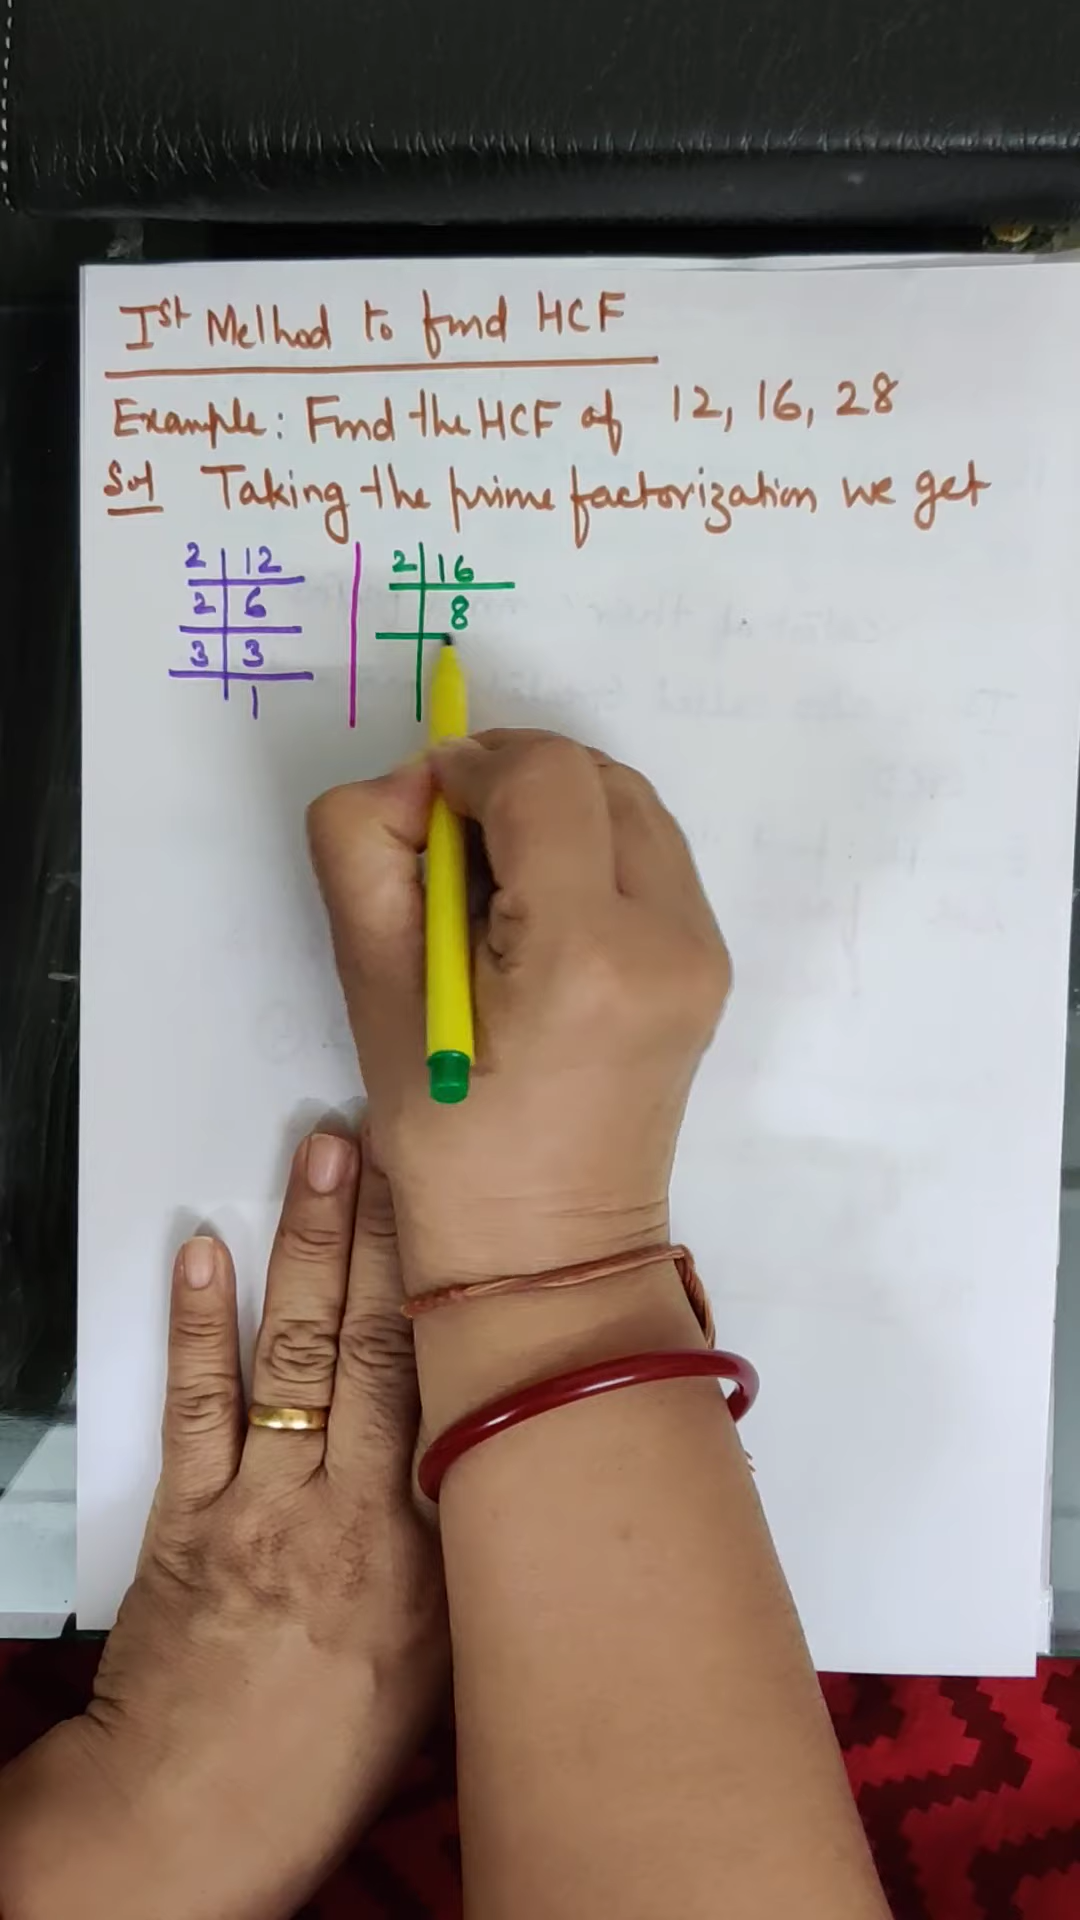 Ist Method to find HCF
Example: Find the HCF of 12, 16, 28
Sol Taking the prime factorization we get
2 | 12
2 | 6
3 | 3
1
2 | 16
8